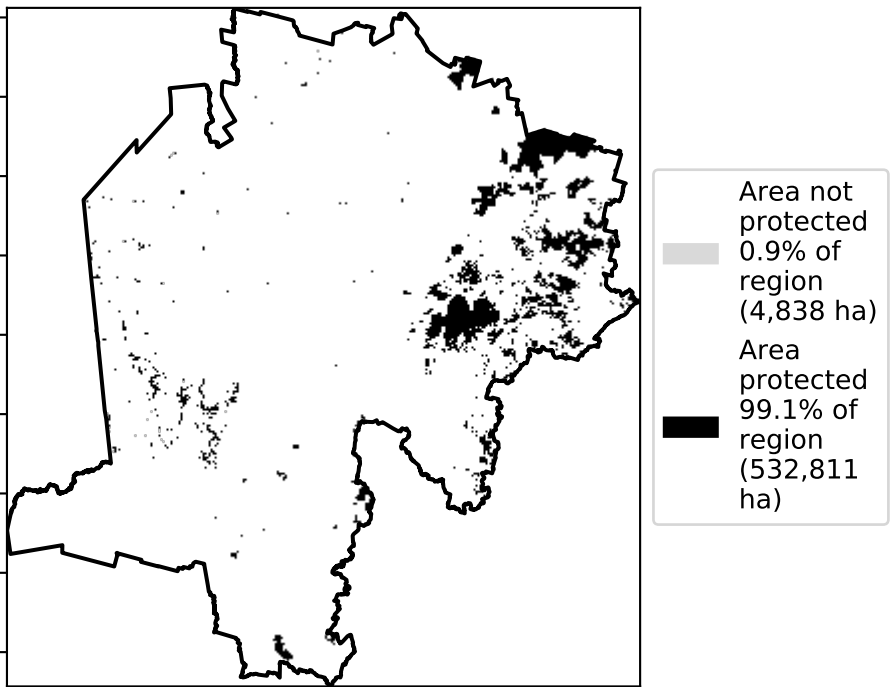 Area not
protected
0.9% of
region
(4,838 ha)
Area
protected
99.1% of
region
(532,811
ha)